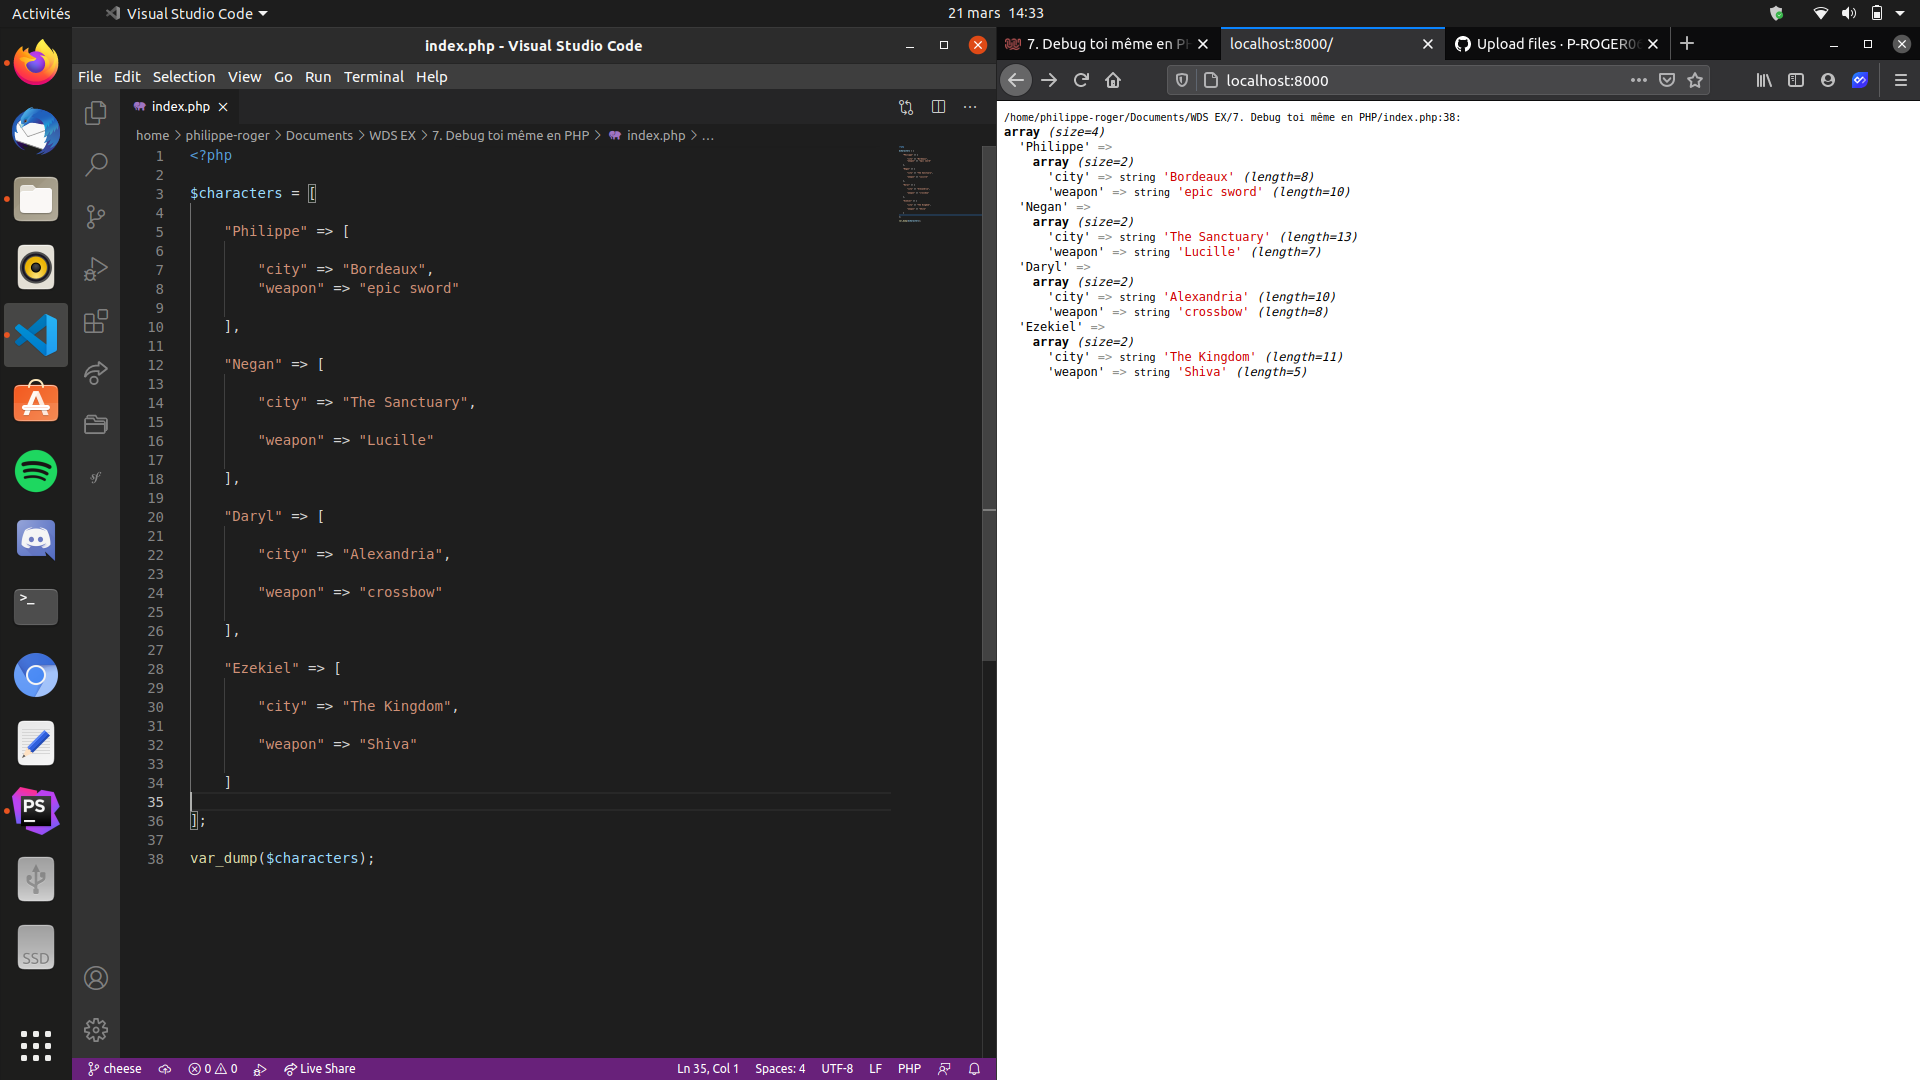 Activités
Visual Studio Code
21 mars 14:33
index.php - Visual Studio Code
File Edit Selection View Go Run Terminal Help
index.php
home > philippe-roger > Documents > WDS EX > 7. Debug toi même en PHP > index.php > ...
1 <?php
2
3 $characters = [
4
5 "Philippe" => [
6
7 "city" => "Bordeaux",
8 "weapon" => "epic sword"
9
10 ],
11
12 "Negan" => [
13
14 "city" => "The Sanctuary",
15
16 "weapon" => "Lucille"
17
18 ],
19
20 "Daryl" => [
21
22 "city" => "Alexandria",
23
24 "weapon" => "crossbow"
25
26 ],
27
28 "Ezekiel" => [
29
30 "city" => "The Kingdom",
31
32 "weapon" => "Shiva"
33
34 ]
35
36 ];
37
38 var_dump($characters);
cheese
0 0
Live Share
Ln 35, Col 1
Spaces: 4
UTF-8
LF
PHP
>_
PS
SSD
7. Debug toi même en PH
localhost:8000/
Upload files · P-ROGER0
localhost:8000
/home/philippe-roger/Documents/WDS EX/7. Debug toi même en PHP/index.php:38:
array (size=4)
'Philippe' =>
array (size=2)
'city' => string 'Bordeaux' (length=8)
'weapon' => string 'epic sword' (length=10)
'Negan' =>
array (size=2)
'city' => string 'The Sanctuary' (length=13)
'weapon' => string 'Lucille' (length=7)
'Daryl' =>
array (size=2)
'city' => string 'Alexandria' (length=10)
'weapon' => string 'crossbow' (length=8)
'Ezekiel' =>
array (size=2)
'city' => string 'The Kingdom' (length=11)
'weapon' => string 'Shiva' (length=5)